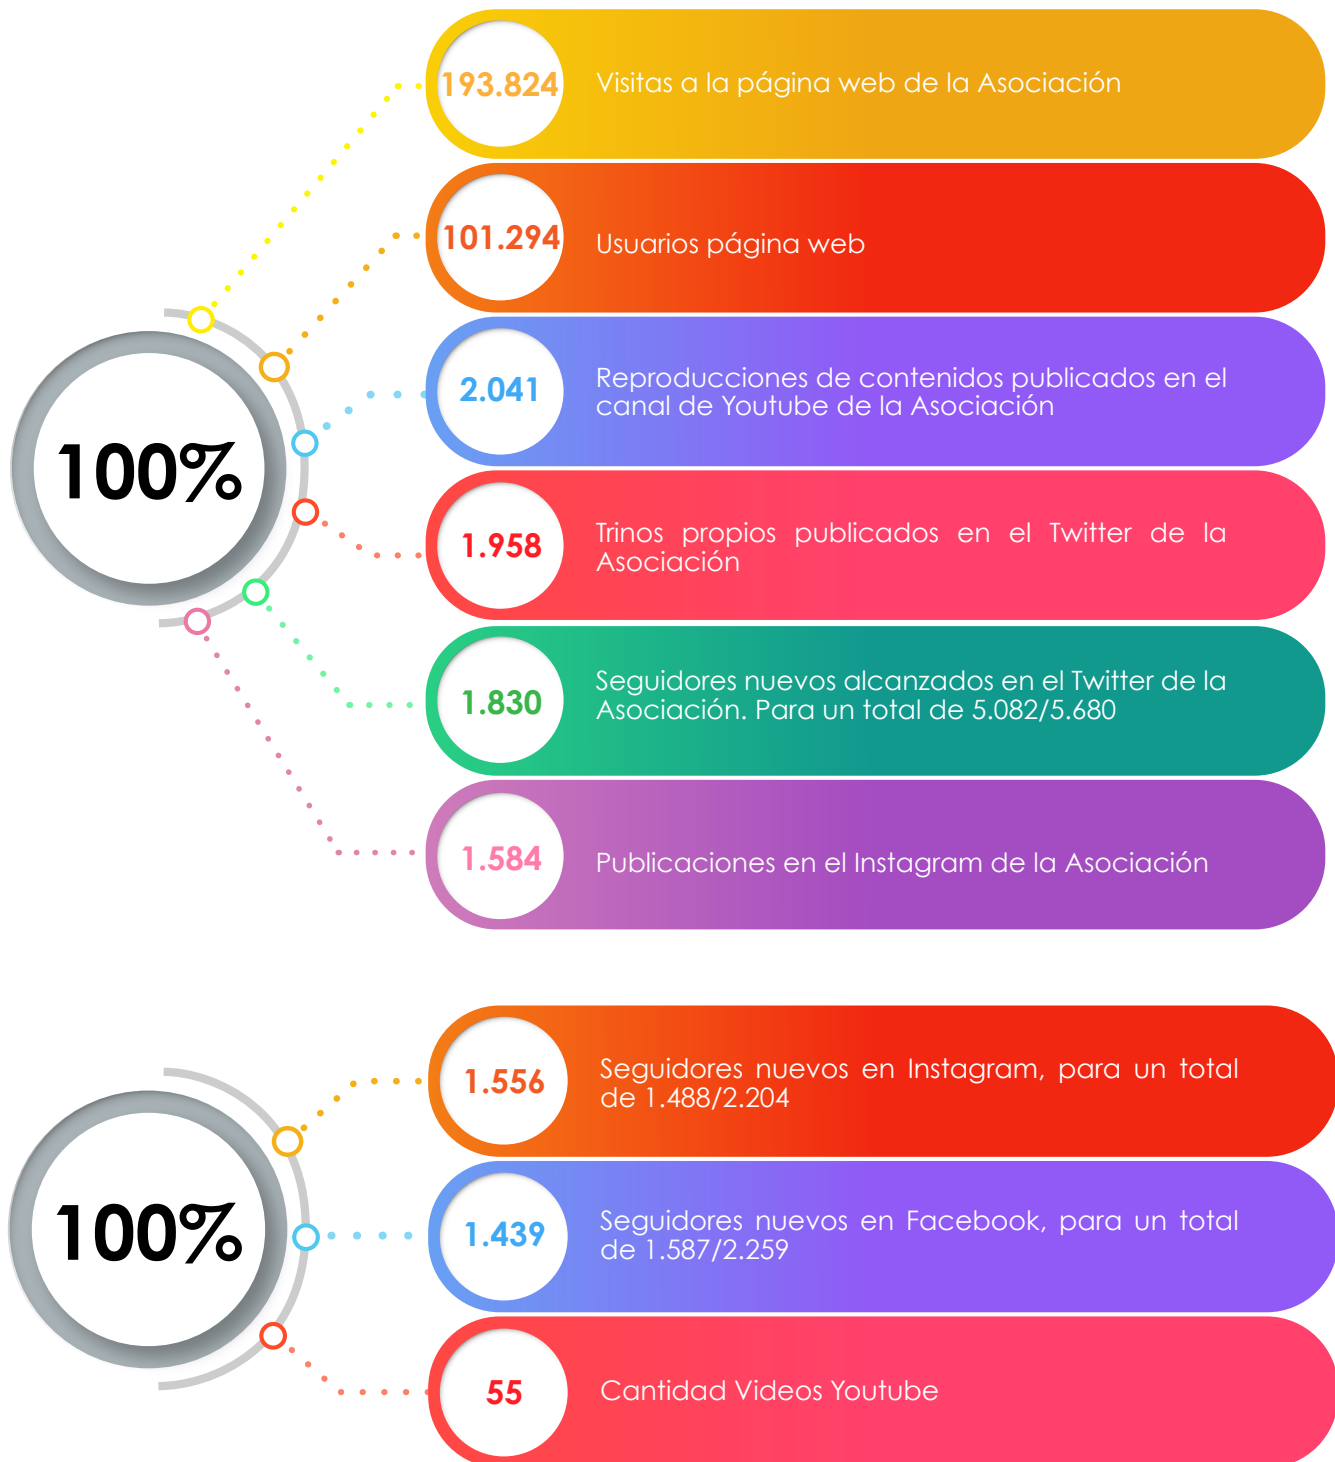 193.824
Visitas a la página web de la Asociación
101.294
Usuarios página web
2.041
Reproducciones de contenidos publicados en el
canal de Youtube de la Asociación
100%
1.958
Trinos propios publicados en el Twitter de la
Asociación
1.830
Seguidores nuevos alcanzados en el Twitter de la
Asociación. Para un total de 5.082/5.680
1.584
Publicaciones en el Instagram de la Asociación
1.556
Seguidores nuevos en Instagram, para un total
de 1.488/2.204
100%
1.439
Seguidores nuevos en Facebook, para un total
de 1.587/2.259
55
Cantidad Videos Youtube